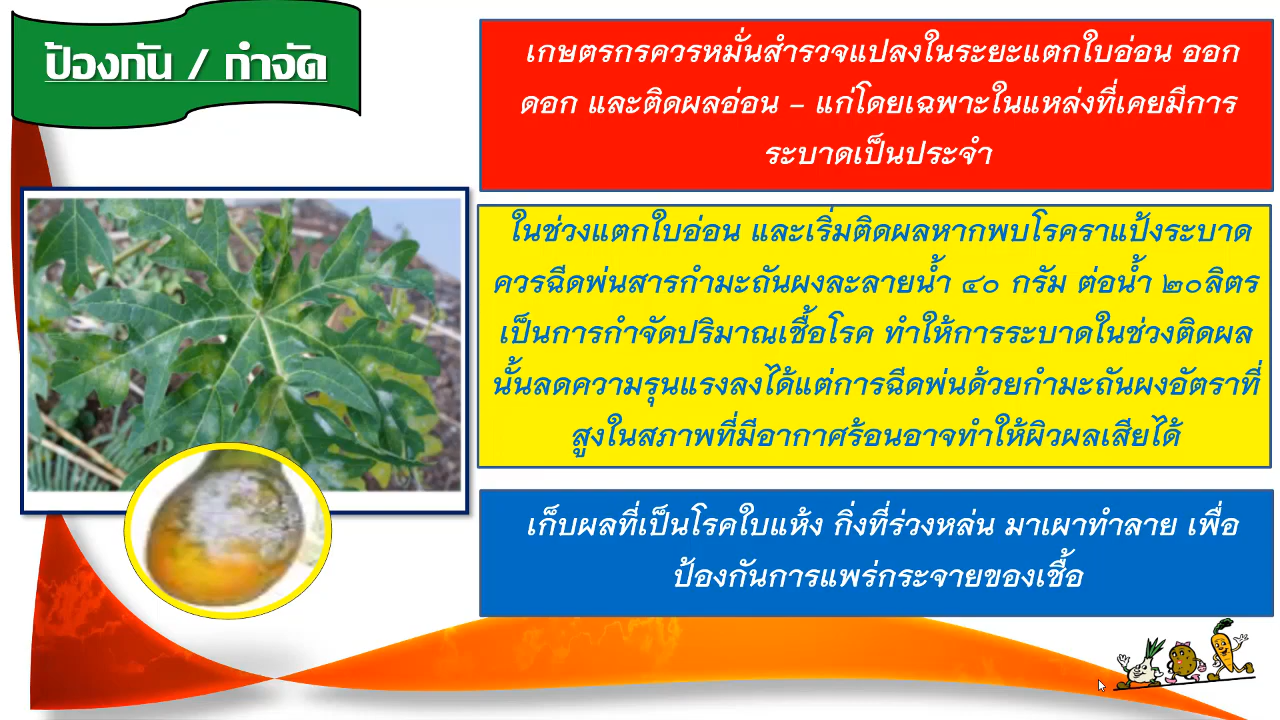 ป้องกัน / กำจัด
เกษตรกรควรหมั่นสำรวจแปลงในระยะแตกใบอ่อน ออก
ดอก และติดผลอ่อน – แก่โดยเฉพาะในแหล่งที่เคยมีการ
ระบาดเป็นประจำ
ในช่วงแตกใบอ่อน และเริ่มติดผลหากพบโรคราแป้งระบาด
ควรฉีดพ่นสารกำมะถันผงละลายน้ำ ๔๐ กรัม ต่อน้ำ ๒๐ลิตร
เป็นการกำจัดปริมาณเชื้อโรค ทำให้การระบาดในช่วงติดผล
นั้นลดความรุนแรงลงได้แต่การฉีดพ่นด้วยกำมะถันผงอัตราที่
สูงในสภาพที่มีอากาศร้อนอาจทำให้ผิวผลเสียได้
เก็บผลที่เป็นโรคใบแห้ง กิ่งที่ร่วงหล่น มาเผาทำลาย เพื่อ
ป้องกันการแพร่กระจายของเชื้อ